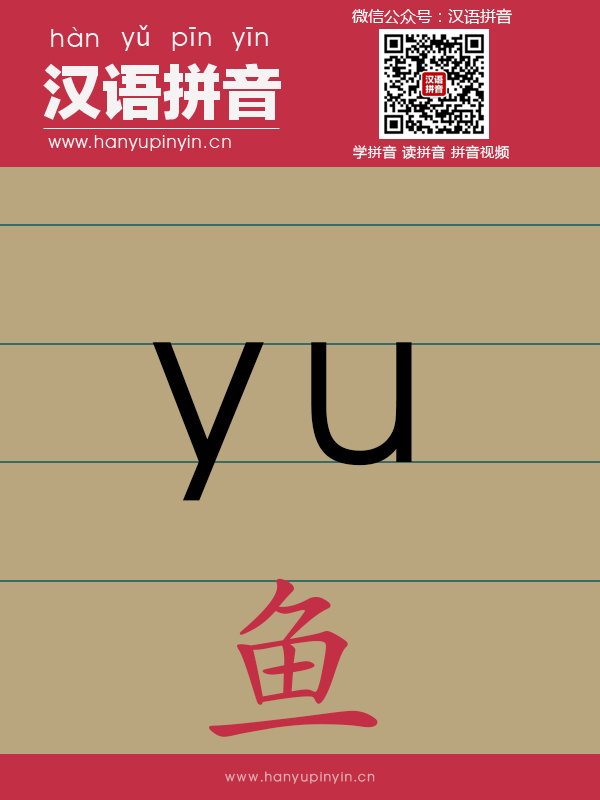 hàn yǔ pīn yīn
汉语拼音
www.hanyupinyin.cn
微信公众号：汉语拼音
汉语
拼音
学拼音 读拼音 拼音视频
yu
鱼
www.hanyupinyin.cn